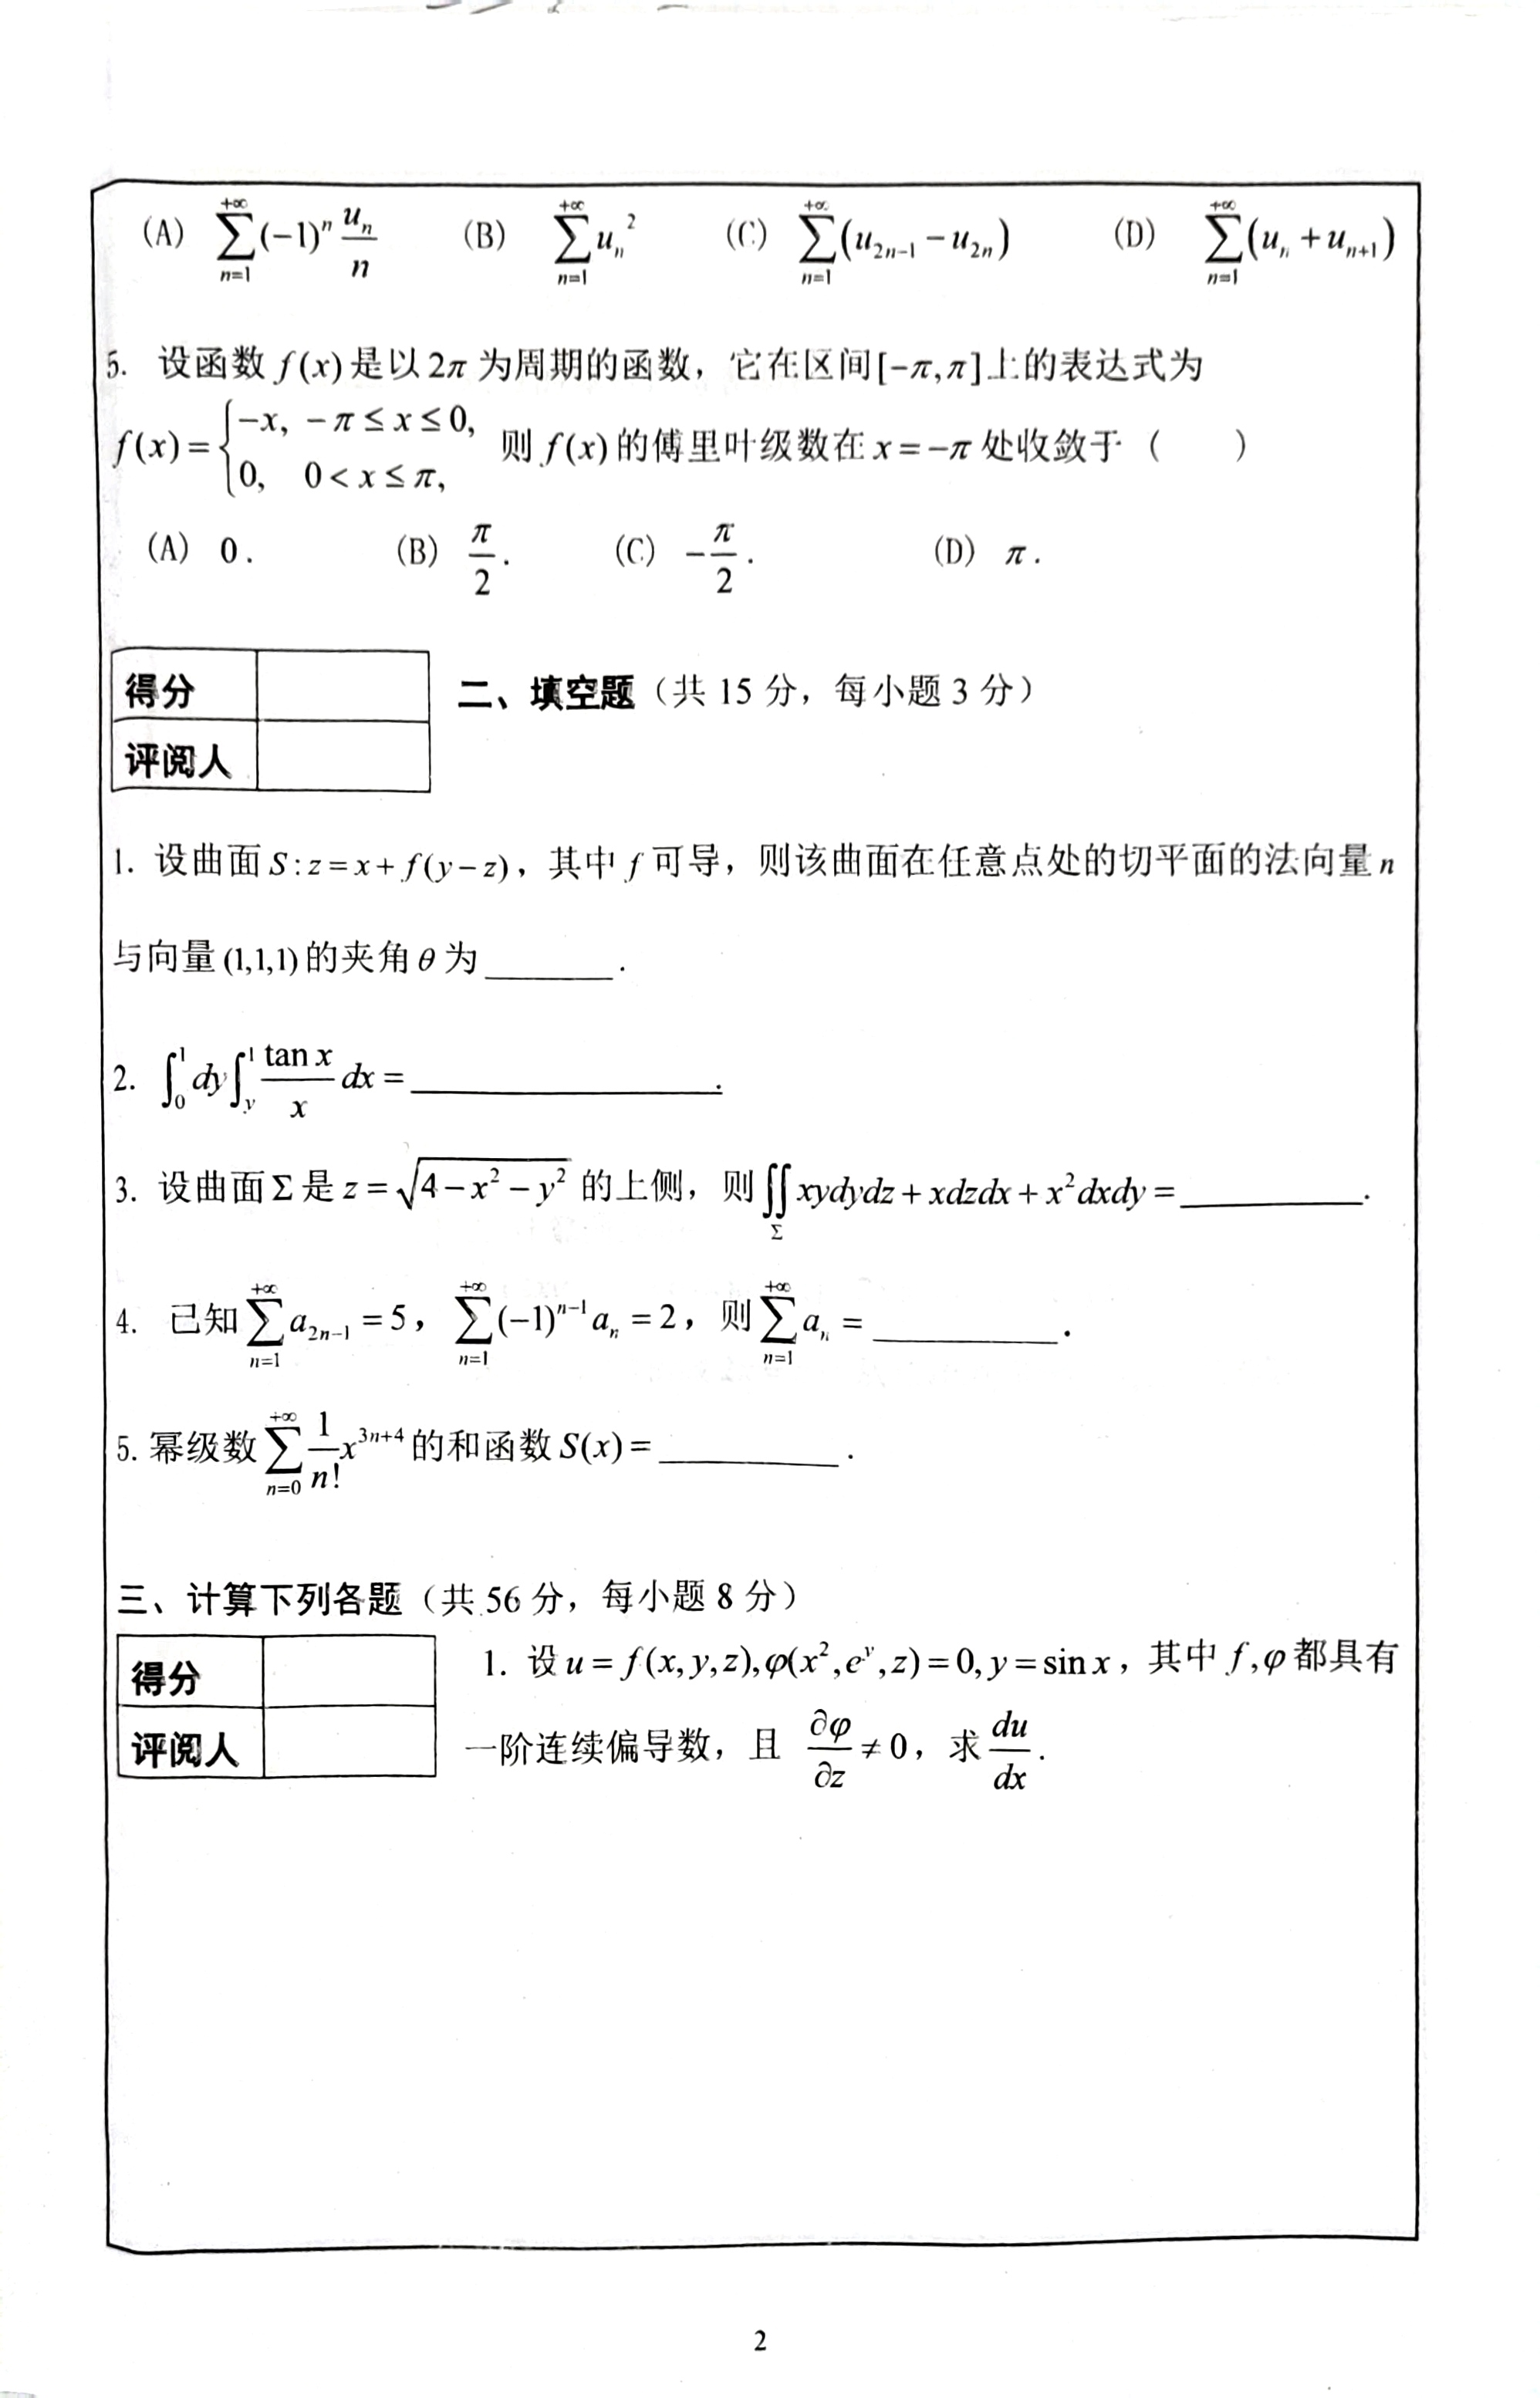 (A) $\sum_{n=1}^{+\infty}(-1)^n\frac{u_n}{n}$ (B) $\sum_{n=1}^{+\infty}u_n^2$ (C) $\sum_{n=1}^{+\infty}(u_{2n-1}-u_{2n})$ (D) $\sum_{n=1}^{+\infty}(u_n+u_{n+1})$
5. 设函数 $f(x)$ 是以 $2\pi$ 为周期的函数，它在区间 $[-\pi,\pi]$ 上的表达式为
$f(x)=\begin{cases}-x, & -\pi\le x\le 0,\\ 0, & 0<x\le\pi,\end{cases}$ 则 $f(x)$ 的傅里叶级数在 $x=-\pi$ 处收敛于（ ）
(A) $0$. (B) $\frac{\pi}{2}$. (C) $-\frac{\pi}{2}$. (D) $\pi$.
得分
评阅人
二、填空题（共 15 分，每小题 3 分）
1. 设曲面 $S:z=x+f(y-z)$，其中 $f$ 可导，则该曲面在任意点处的切平面的法向量 $n$
与向量 $(1,1,1)$ 的夹角 $\theta$ 为______.
2. $\int_0^1 dy\int_y^1\frac{\tan x}{x}dx=$______.
3. 设曲面 $\Sigma$ 是 $z=\sqrt{4-x^2-y^2}$ 的上侧，则 $\iint_\Sigma xydydz+xdzdx+x^2dxdy=$______.
4. 已知 $\sum_{n=1}^{+\infty}a_{2n-1}=5$，$\sum_{n=1}^{+\infty}(-1)^{n-1}a_n=2$，则 $\sum_{n=1}^{+\infty}a_n=$______.
5. 幂级数 $\sum_{n=0}^{+\infty}\frac{1}{n!}x^{3n+4}$ 的和函数 $S(x)=$______.
三、计算下列各题（共 56 分，每小题 8 分）
得分
评阅人
1. 设 $u=f(x,y,z),\varphi(x^2,e^y,z)=0,y=\sin x$，其中 $f,\varphi$ 都具有
一阶连续偏导数，且 $\frac{\partial\varphi}{\partial z}\ne 0$，求 $\frac{du}{dx}$.
2